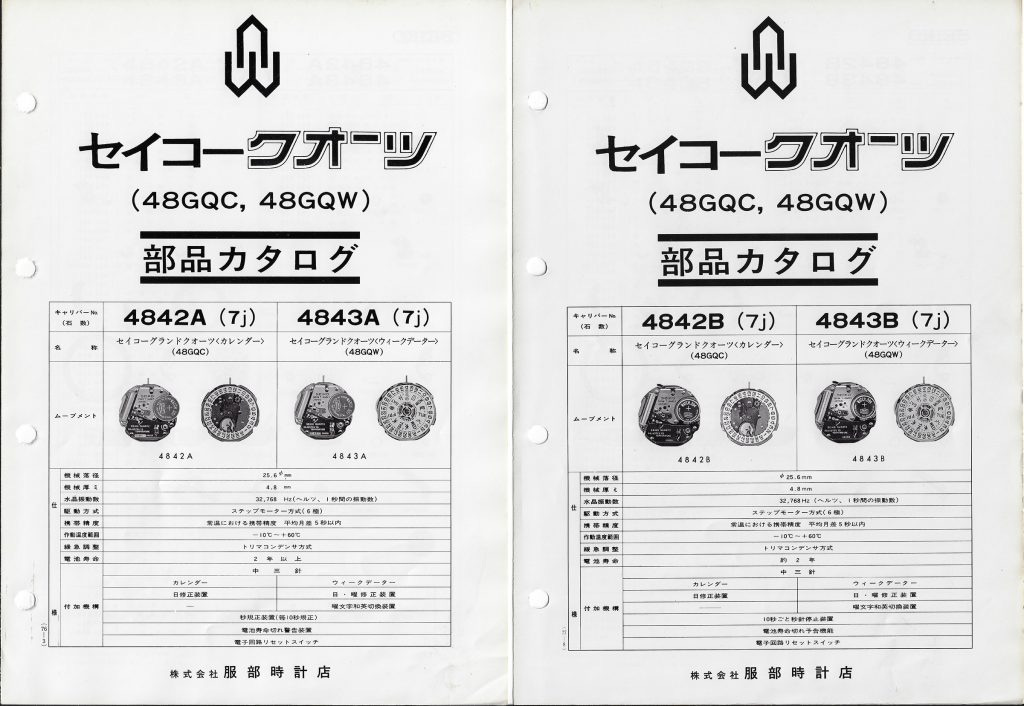 セイコークオーツ
(48GQC, 48GQW)
部品カタログ
キャリバーNo.
(石 数)
4842A (7j)
4843A (7j)
名 称
セイコーグランドクオーツ〈カレンダー〉
(48GQC)
セイコーグランドクオーツ〈ウィークデーター〉
(48GQW)
ムーブメント
4842A
4843A
仕 様
機械落径 25.6φmm
機械厚ミ 4.8 mm
水晶振動数 32,768 Hz(ヘルツ、1秒間の振動数)
駆動方式 ステップモーター方式(6極)
携帯精度 常温における携帯精度 平均月差5秒以内
作動温度範囲 −10℃~+60℃
緩急調整 トリマコンデンサ方式
電池寿命 2年以上
付加機構
中三針
カレンダー ウィークデーター
日修正装置 日・曜修正装置
— 曜文字和英切換装置
秒規正装置(毎10秒規正)
電池寿命切れ警告装置
電子回路リセットスイッチ
(76-3)
株式会社 服部時計店
セイコークオーツ
(48GQC, 48GQW)
部品カタログ
キャリバーNo.
(石 数)
4842B (7j)
4843B (7j)
名 称
セイコーグランドクオーツ〈カレンダー〉
(48GQC)
セイコーグランドクオーツ〈ウィークデーター〉
(48GQW)
ムーブメント
4842B
4843B
仕 様
機械落径 φ25.6mm
機械厚ミ 4.8mm
水晶振動数 32,768Hz(ヘルツ、1秒間の振動数)
駆動方式 ステップモーター方式(6極)
携帯精度 常温における携帯精度 平均月差5秒以内
作動温度範囲 −10℃~+60℃
緩急調整 トリマコンデンサ方式
電池寿命 約2年
付加機構
中三針
カレンダー ウィークデーター
日修正装置 日・曜修正装置
— 曜文字和英切換装置
10秒ごと秒針停止装置
電池寿命切れ予告機能
電子回路リセットスイッチ
株式会社 服部時計店